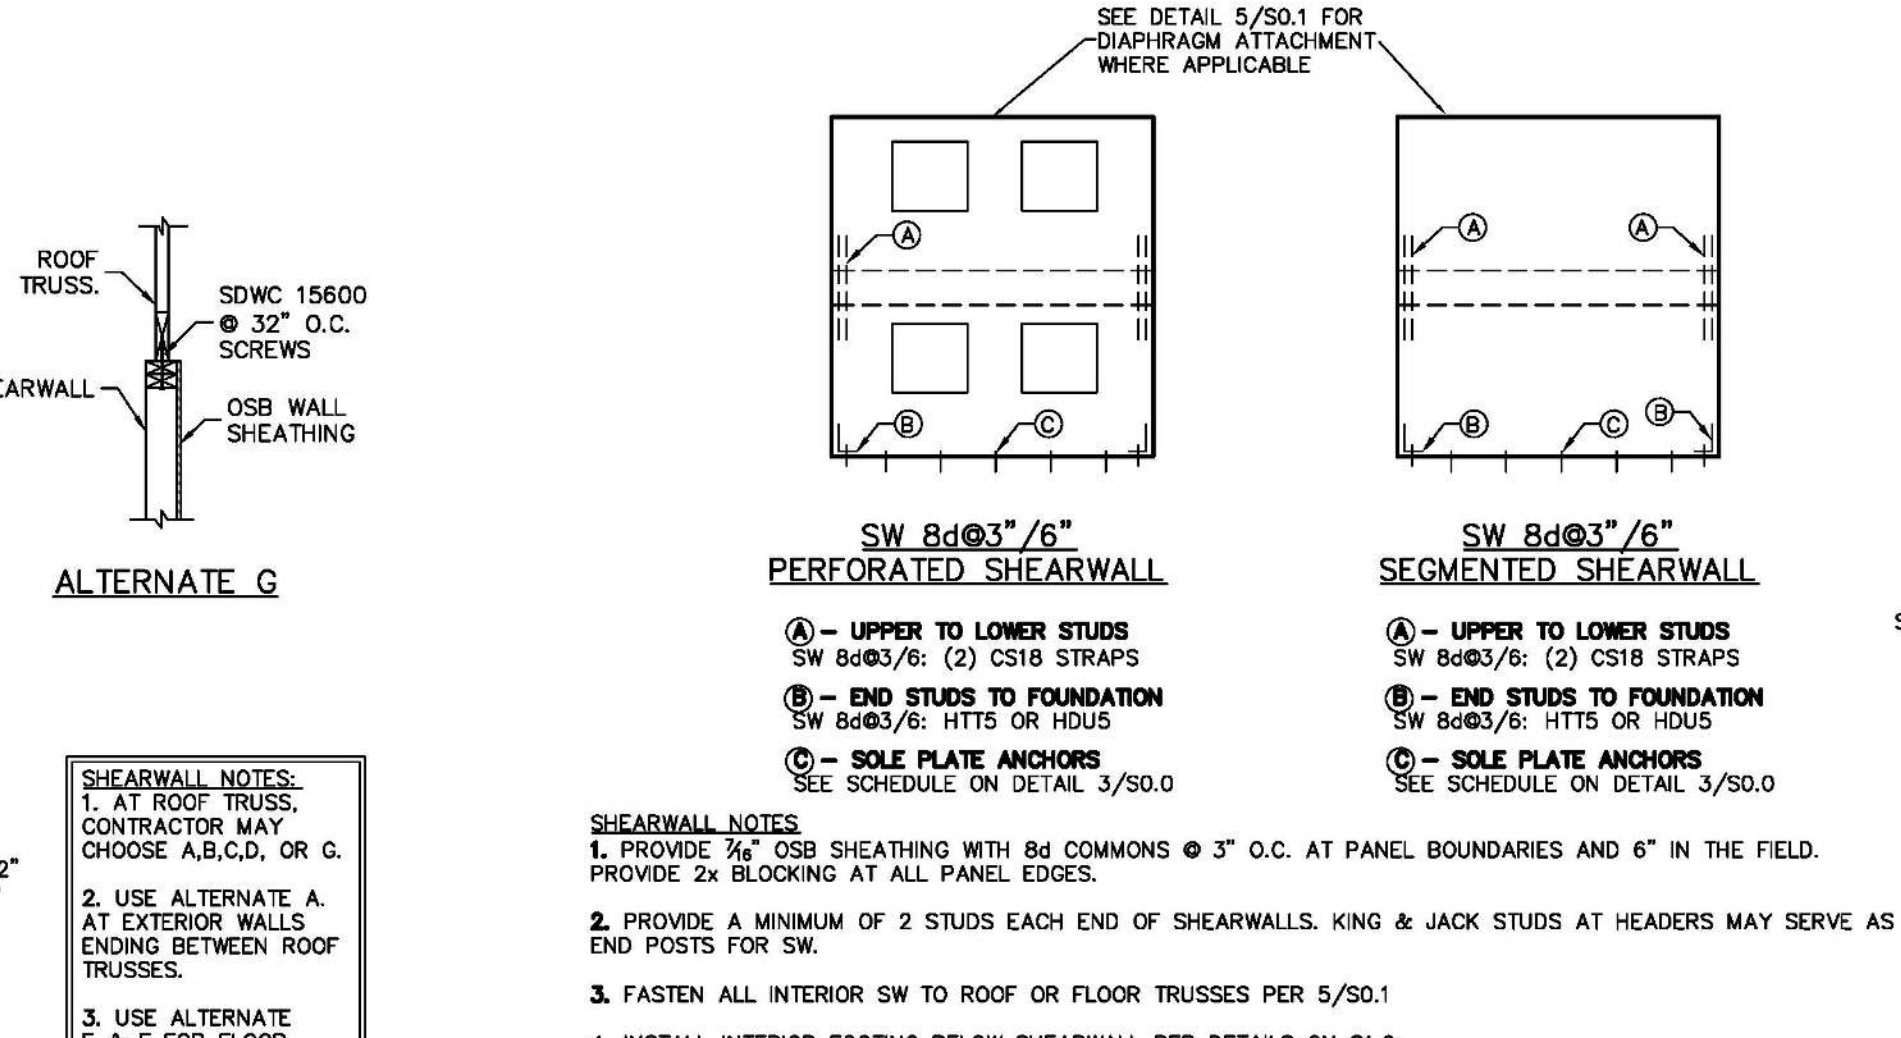 SEE DETAIL 5/S0.1 FOR
DIAPHRAGM ATTACHMENT
WHERE APPLICABLE
ROOF
TRUSS.
SDWC 15600
@ 32" O.C.
SCREWS
OSB WALL
SHEATHING
ALTERNATE G
A
B
C
A
A
B
C
B
SW 8d@3"/6"
PERFORATED SHEARWALL
A – UPPER TO LOWER STUDS
SW 8d@3/6: (2) CS18 STRAPS
B – END STUDS TO FOUNDATION
SW 8d@3/6: HTT5 OR HDU5
C – SOLE PLATE ANCHORS
SEE SCHEDULE ON DETAIL 3/S0.0
SW 8d@3"/6"
SEGMENTED SHEARWALL
A – UPPER TO LOWER STUDS
SW 8d@3/6: (2) CS18 STRAPS
B – END STUDS TO FOUNDATION
SW 8d@3/6: HTT5 OR HDU5
C – SOLE PLATE ANCHORS
SEE SCHEDULE ON DETAIL 3/S0.0
SHEARWALL NOTES:
1. AT ROOF TRUSS,
CONTRACTOR MAY
CHOOSE A,B,C,D, OR G.
2. USE ALTERNATE A.
AT EXTERIOR WALLS
ENDING BETWEEN ROOF
TRUSSES.
3. USE ALTERNATE
SHEARWALL NOTES
1. PROVIDE 7/16" OSB SHEATHING WITH 8d COMMONS @ 3" O.C. AT PANEL BOUNDARIES AND 6" IN THE FIELD.
PROVIDE 2x BLOCKING AT ALL PANEL EDGES.
2. PROVIDE A MINIMUM OF 2 STUDS EACH END OF SHEARWALLS. KING & JACK STUDS AT HEADERS MAY SERVE AS
END POSTS FOR SW.
3. FASTEN ALL INTERIOR SW TO ROOF OR FLOOR TRUSSES PER 5/S0.1